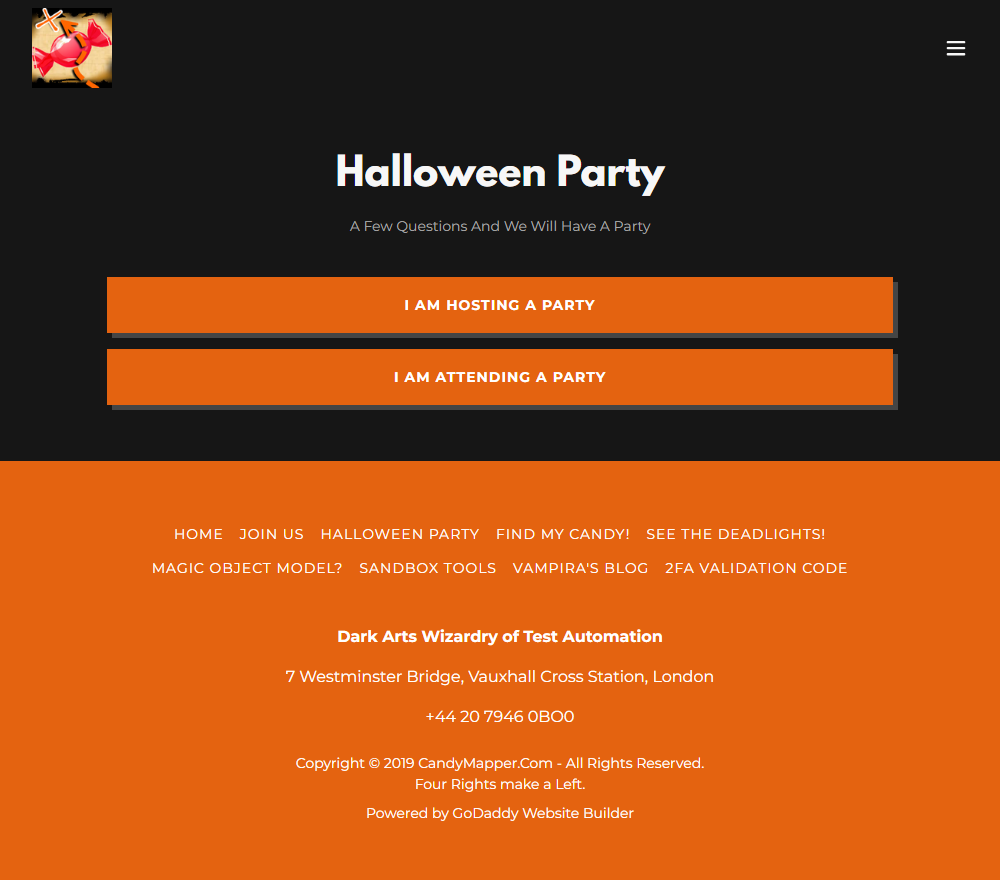 Halloween Party
A Few Questions And We Will Have A Party
I AM HOSTING A PARTY
I AM ATTENDING A PARTY
HOME JOIN US HALLOWEEN PARTY FIND MY CANDY! SEE THE DEADLIGHTS!
MAGIC OBJECT MODEL? SANDBOX TOOLS VAMPIRA'S BLOG 2FA VALIDATION CODE
Dark Arts Wizardry of Test Automation
7 Westminster Bridge, Vauxhall Cross Station, London
+44 20 7946 0BO0
Copyright © 2019 CandyMapper.Com - All Rights Reserved.
Four Rights make a Left.
Powered by GoDaddy Website Builder